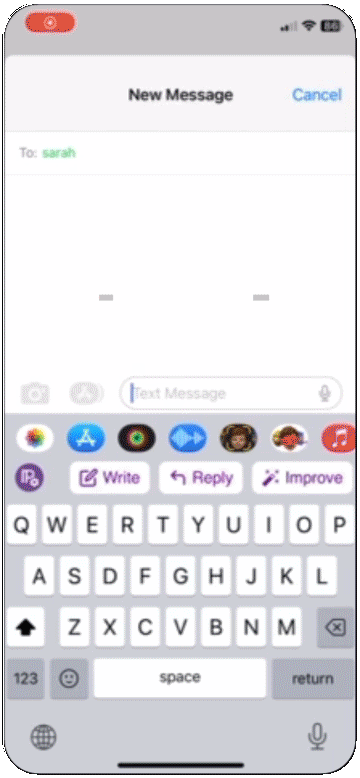 86
New Message
Cancel
To: sarah
Text Message
Write
Reply
Improve
Q W E R T Y U I O P
A S D F G H J K L
Z X C V B N M
123
space
return